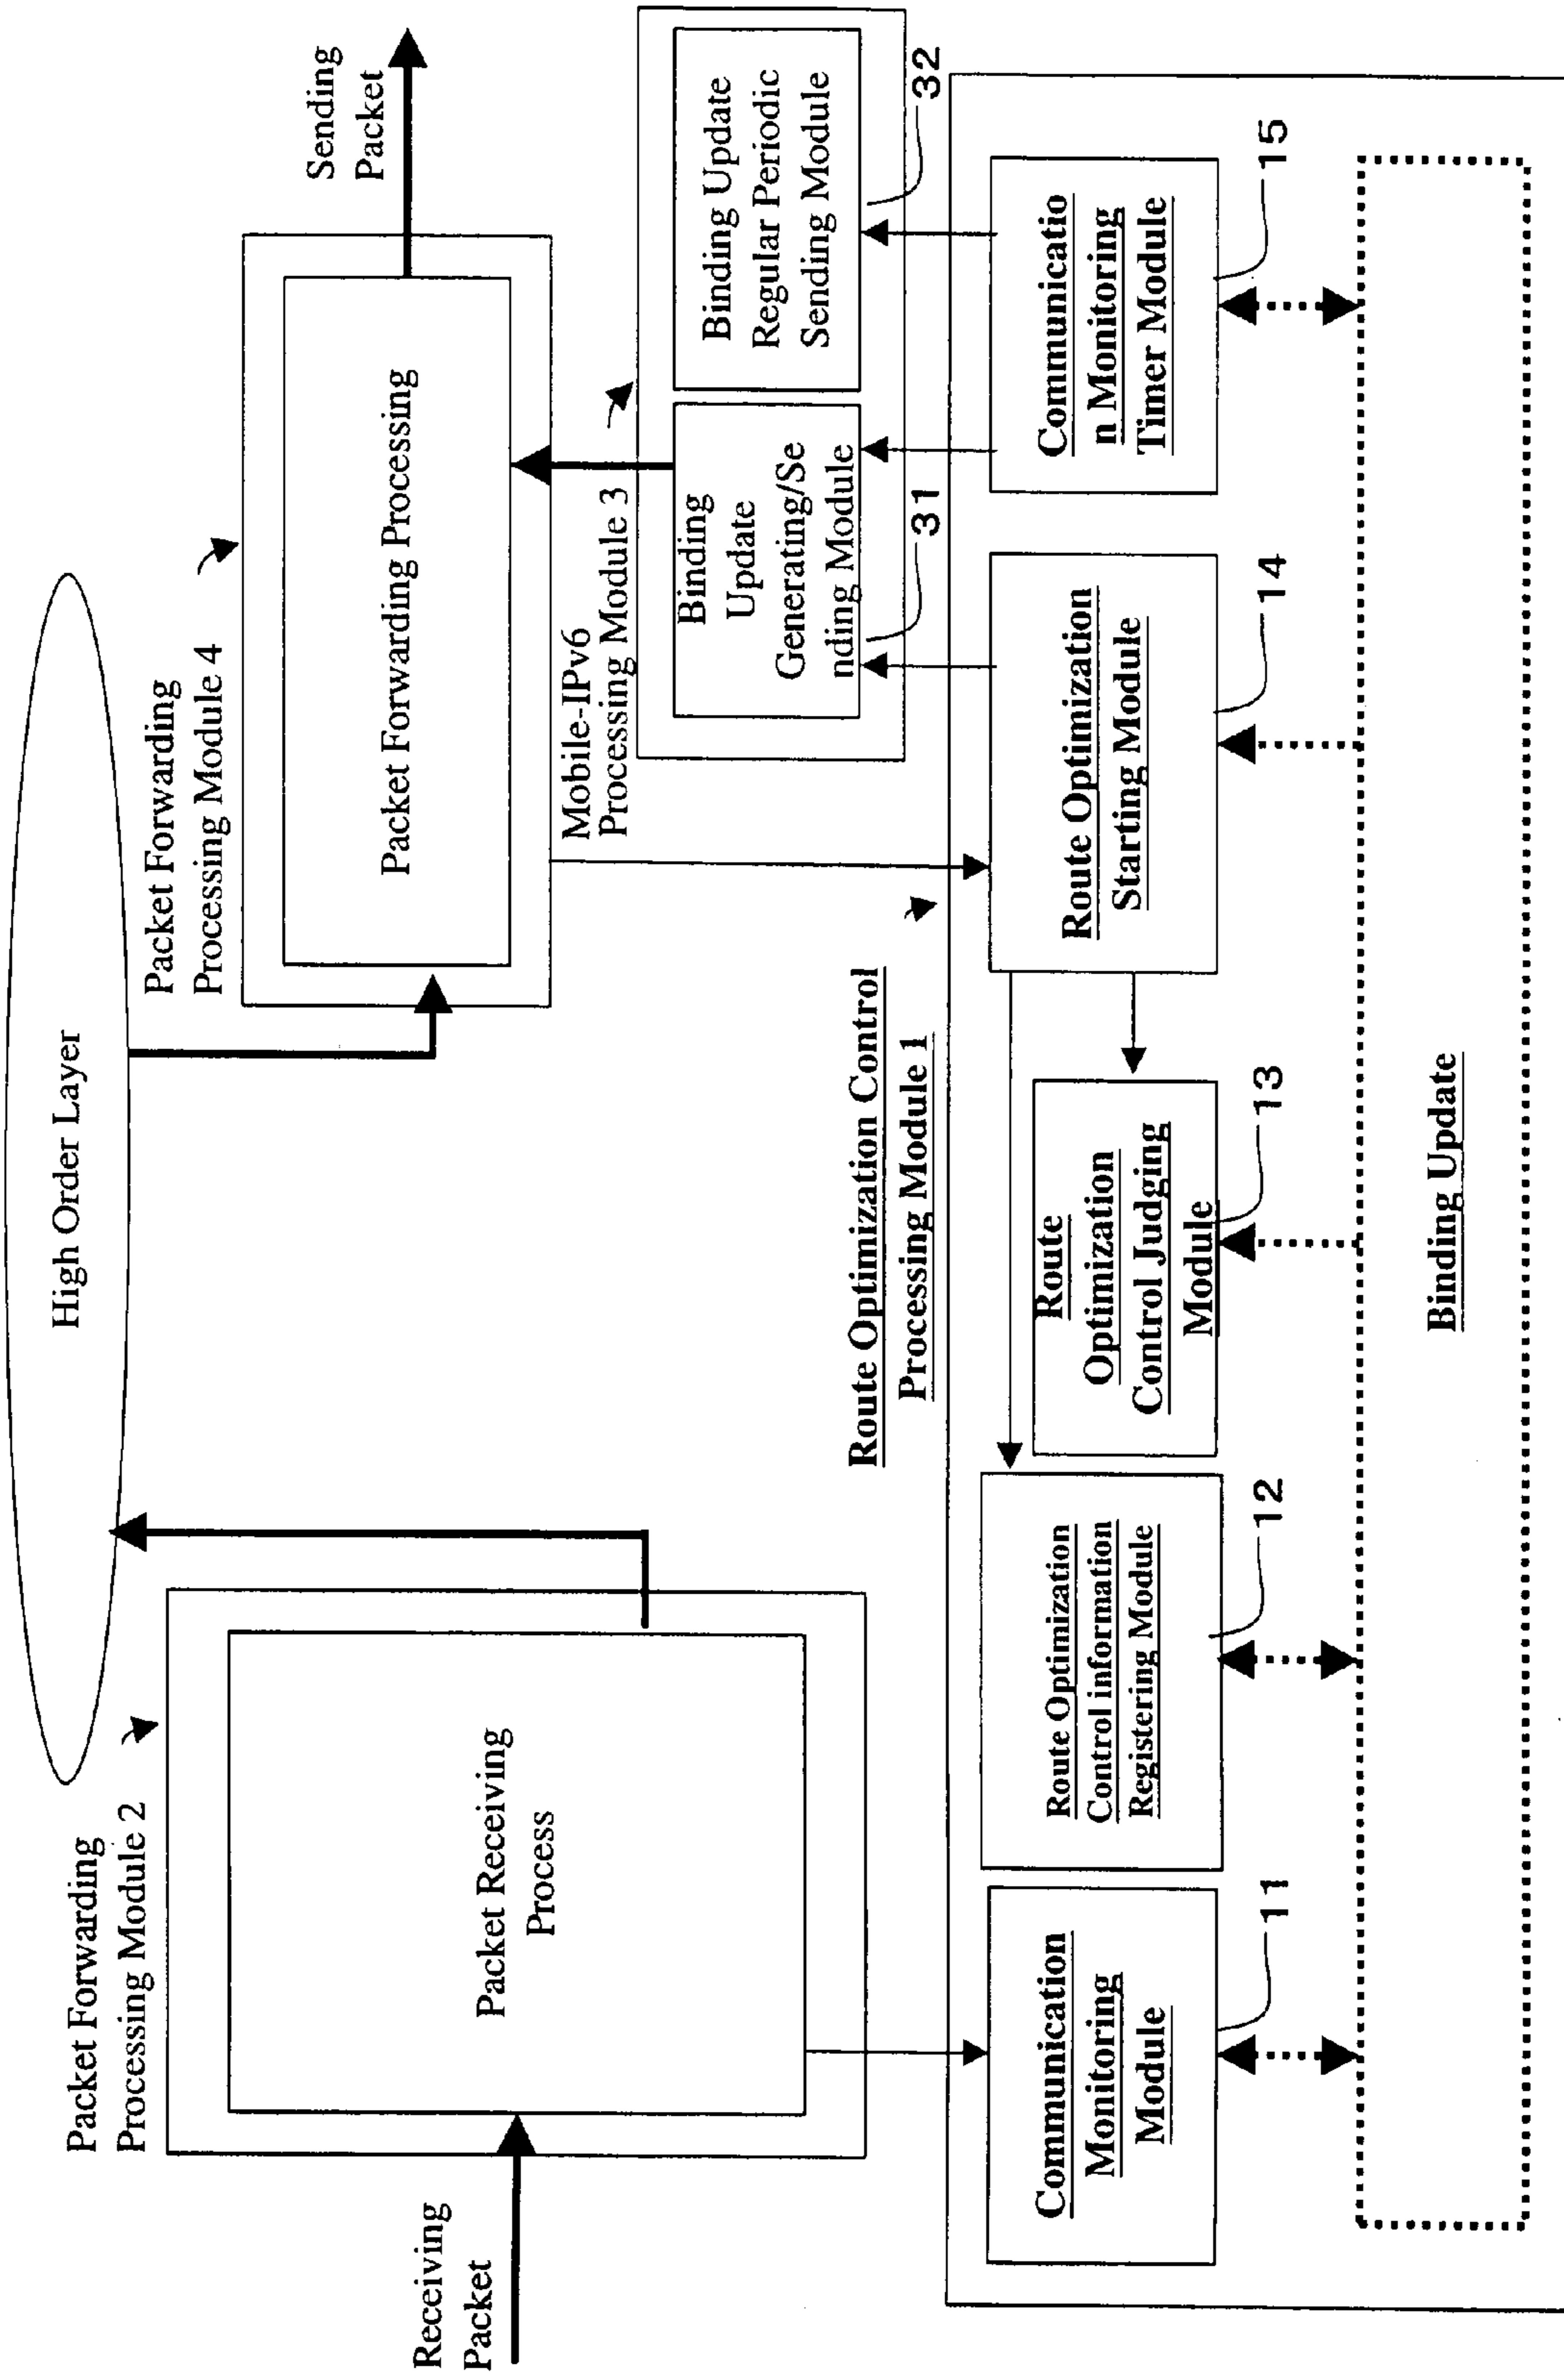 High Order Layer
Packet Forwarding
Processing Module 2
Packet Receiving
Process
Receiving
Packet
Packet Forwarding
Processing Module 4
Packet Forwarding Processing
Sending
Packet
Mobile-IPv6
Processing Module 3
Binding
Update
Generating/Se
nding Module
31
Binding Update
Regular Periodic
Sending Module
32
Route Optimization Control
Processing Module 1
Communication
Monitoring
Module
11
Route Optimization
Control information
Registering Module
12
Route
Optimization
Control Judging
Module
13
Route Optimization
Starting Module
14
Communicatio
n Monitoring
Timer Module
15
Binding Update